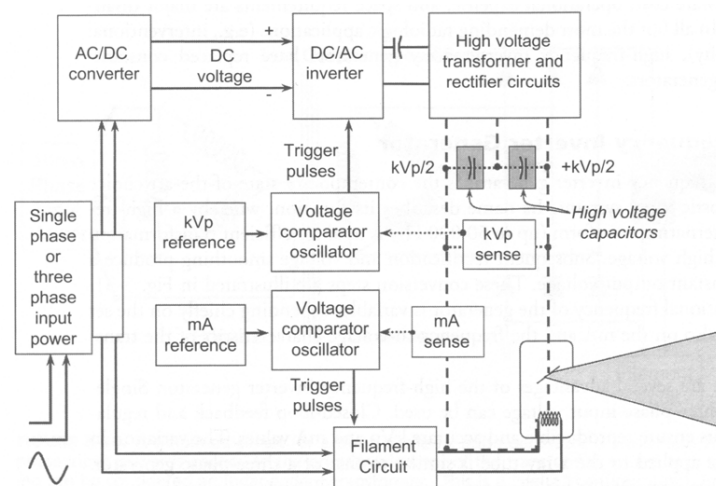 AC/DC
converter
+
DC
voltage
-
DC/AC
inverter
High voltage
transformer and
rectifier circuits
Trigger
pulses
kVp/2
+kVp/2
High voltage
capacitors
Single
phase
or
three
phase
input
power
kVp
reference
Voltage
comparator
oscillator
kVp
sense
mA
reference
Voltage
comparator
oscillator
mA
sense
Trigger
pulses
Filament
Circuit